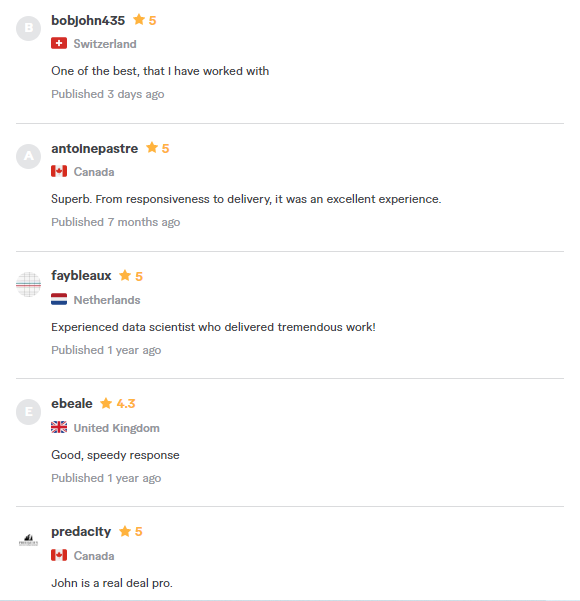 B
bobjohn435 ★ 5
Switzerland
One of the best, that I have worked with
Published 3 days ago
A
antoinepastre ★ 5
Canada
Superb. From responsiveness to delivery, it was an excellent experience.
Published 7 months ago
faybleaux ★ 5
Netherlands
Experienced data scientist who delivered tremendous work!
Published 1 year ago
E
ebeale ★ 4.3
United Kingdom
Good, speedy response
Published 1 year ago
predacity ★ 5
Canada
John is a real deal pro.